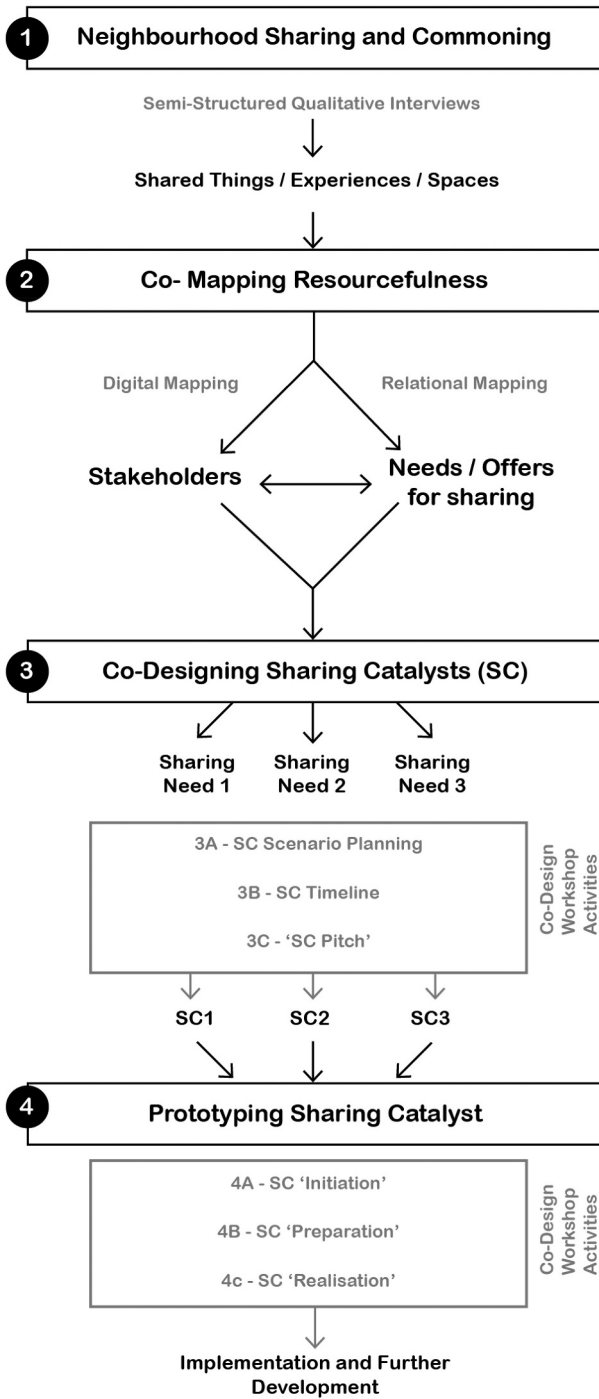 1 Neighbourhood Sharing and Commoning
Semi-Structured Qualitative Interviews
Shared Things / Experiences / Spaces
2 Co- Mapping Resourcefulness
Digital Mapping
Relational Mapping
Stakeholders
Needs / Offers
for sharing
3 Co-Designing Sharing Catalysts (SC)
Sharing
Need 1
Sharing
Need 2
Sharing
Need 3
3A - SC Scenario Planning
3B - SC Timeline
3C - ‘SC Pitch’
Co-Design
Workshop
Activities
SC1
SC2
SC3
4 Prototyping Sharing Catalyst
4A - SC ‘Initiation’
4B - SC ‘Preparation’
4c - SC ‘Realisation’
Co-Design
Workshop
Activities
Implementation and Further
Development